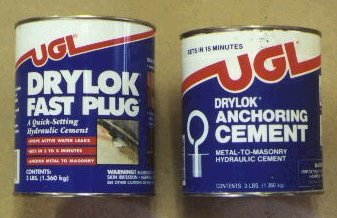 UGL
DRYLOK
FAST PLUG
A Quick-Setting
Hydraulic Cement
STOPS ACTIVE WATER LEAKS
SETS IN 3 TO 5 MINUTES
ANCHOR METAL TO MASONRY
CONTENTS:
3 LBS. (1.360 kg)
WARNING!
SETS IN 15 MINUTES
UGL
DRYLOK
ANCHORING
CEMENT
METAL-TO-MASONRY
HYDRAULIC CEMENT
CONTENTS: 3 LBS. (1.360 kg)